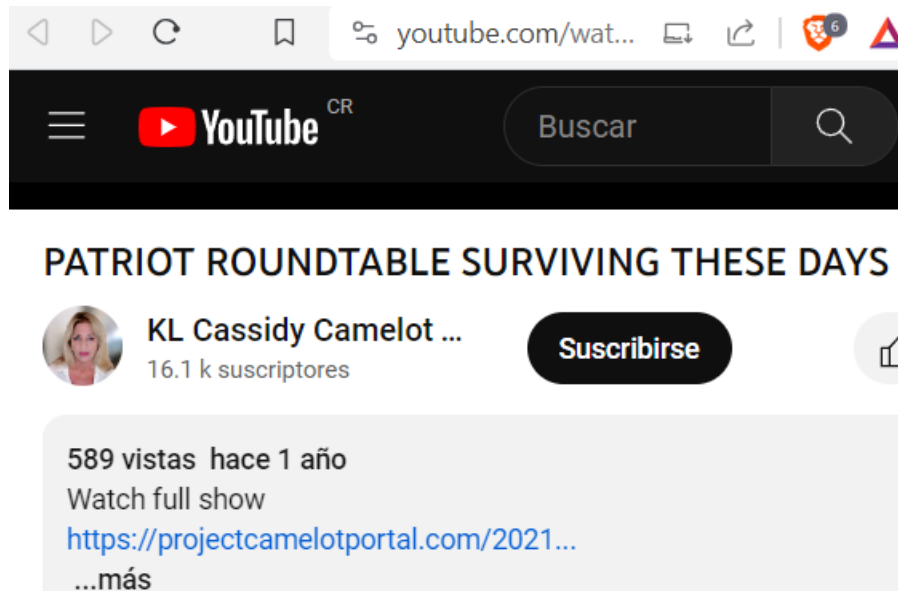 youtube.com/wat...
6
YouTube CR
Buscar
PATRIOT ROUNDTABLE SURVIVING THESE DAYS
KL Cassidy Camelot ...
16.1 k suscriptores
Suscribirse
589 vistas hace 1 año
Watch full show
https://projectcamelotportal.com/2021...
...más